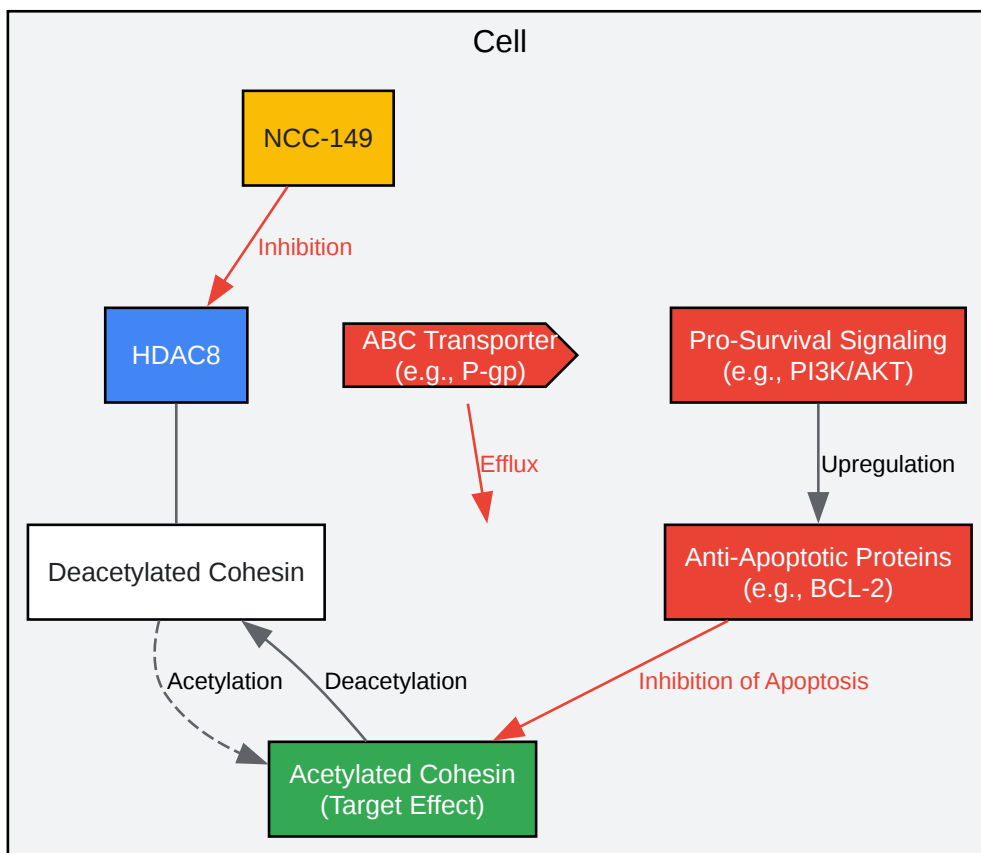 Cell
NCC-149
Inhibition
HDAC8
ABC Transporter
(e.g., P-gp)
Pro-Survival Signaling
(e.g., PI3K/AKT)
Efflux
Upregulation
Deacetylated Cohesin
Anti-Apoptotic Proteins
(e.g., BCL-2)
Acetylation
Deacetylation
Inhibition of Apoptosis
Acetylated Cohesin
(Target Effect)